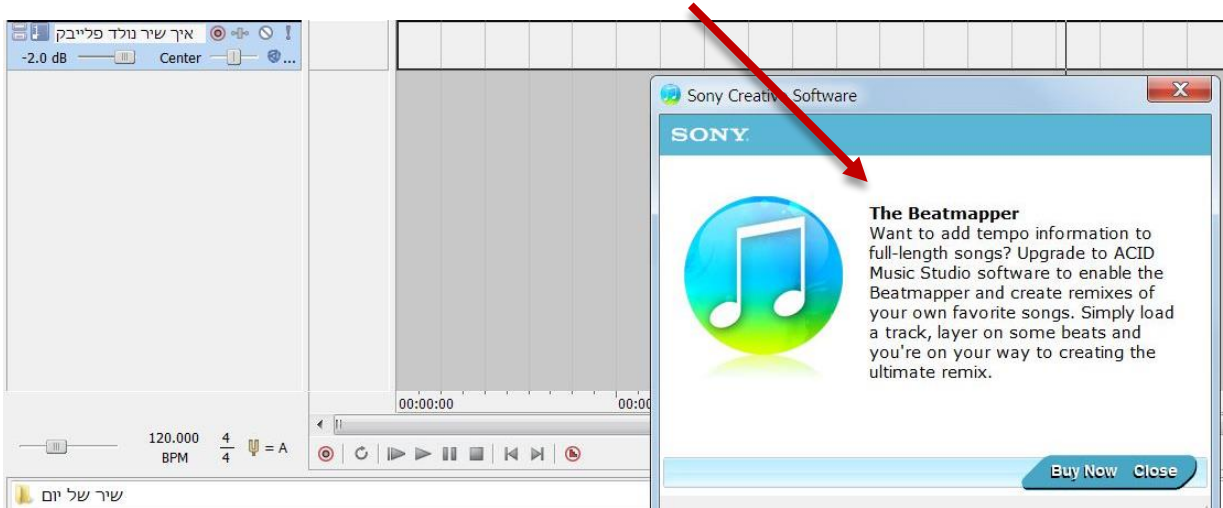 איך שיר נולד פלייבק
-2.0 dB Center ...
Sony Creative Software
SONY
The Beatmapper
Want to add tempo information to
full-length songs? Upgrade to ACID
Music Studio software to enable the
Beatmapper and create remixes of
your own favorite songs. Simply load
a track, layer on some beats and
you're on your way to creating the
ultimate remix.
Buy Now Close
00:00:00
120.000 4
BPM 4 = A
שיר של יום